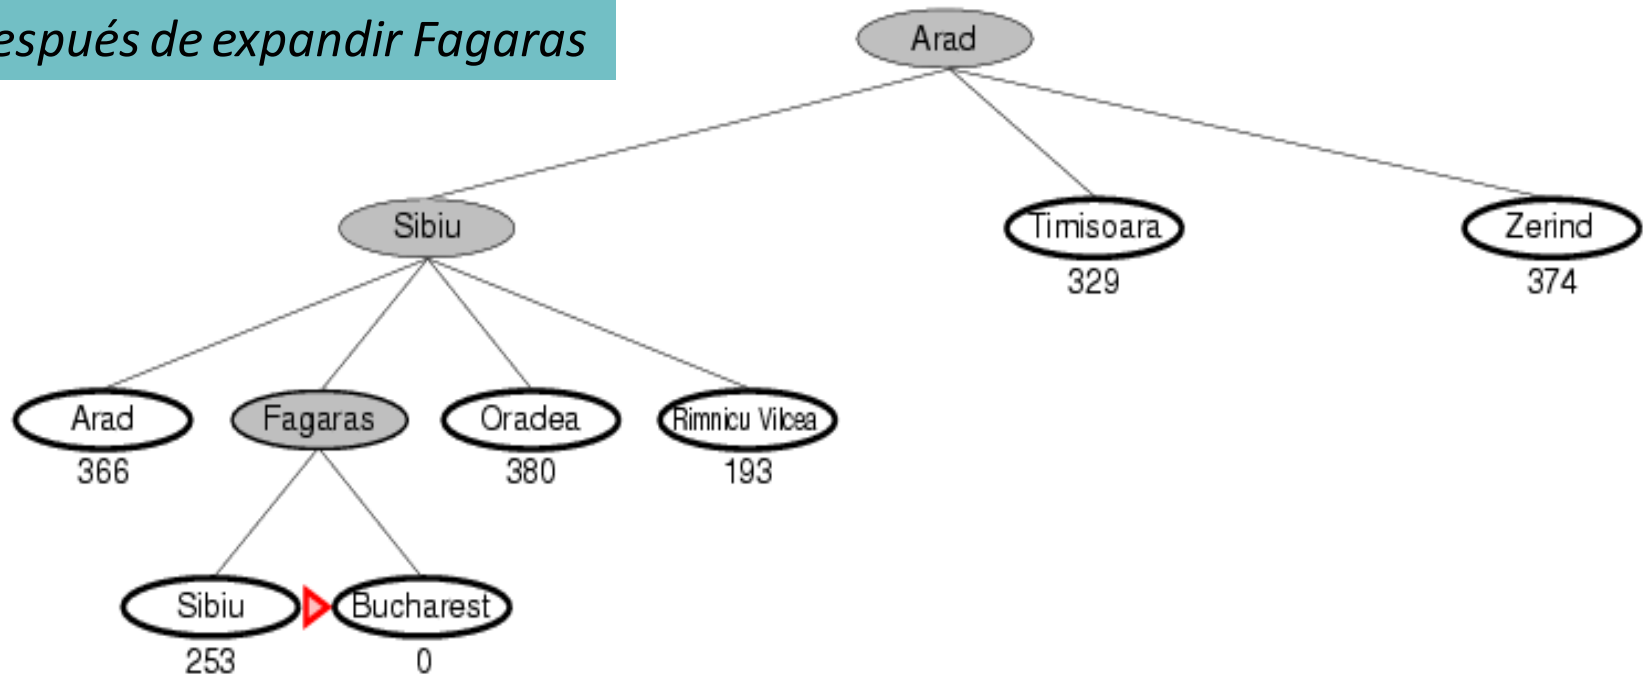 espués de expandir Fagaras
Arad
Sibiu
Timisoara
Zerind
329
374
Arad
Fagaras
Oradea
Rimnicu Vilcea
366
380
193
Sibiu
Bucharest
253
0